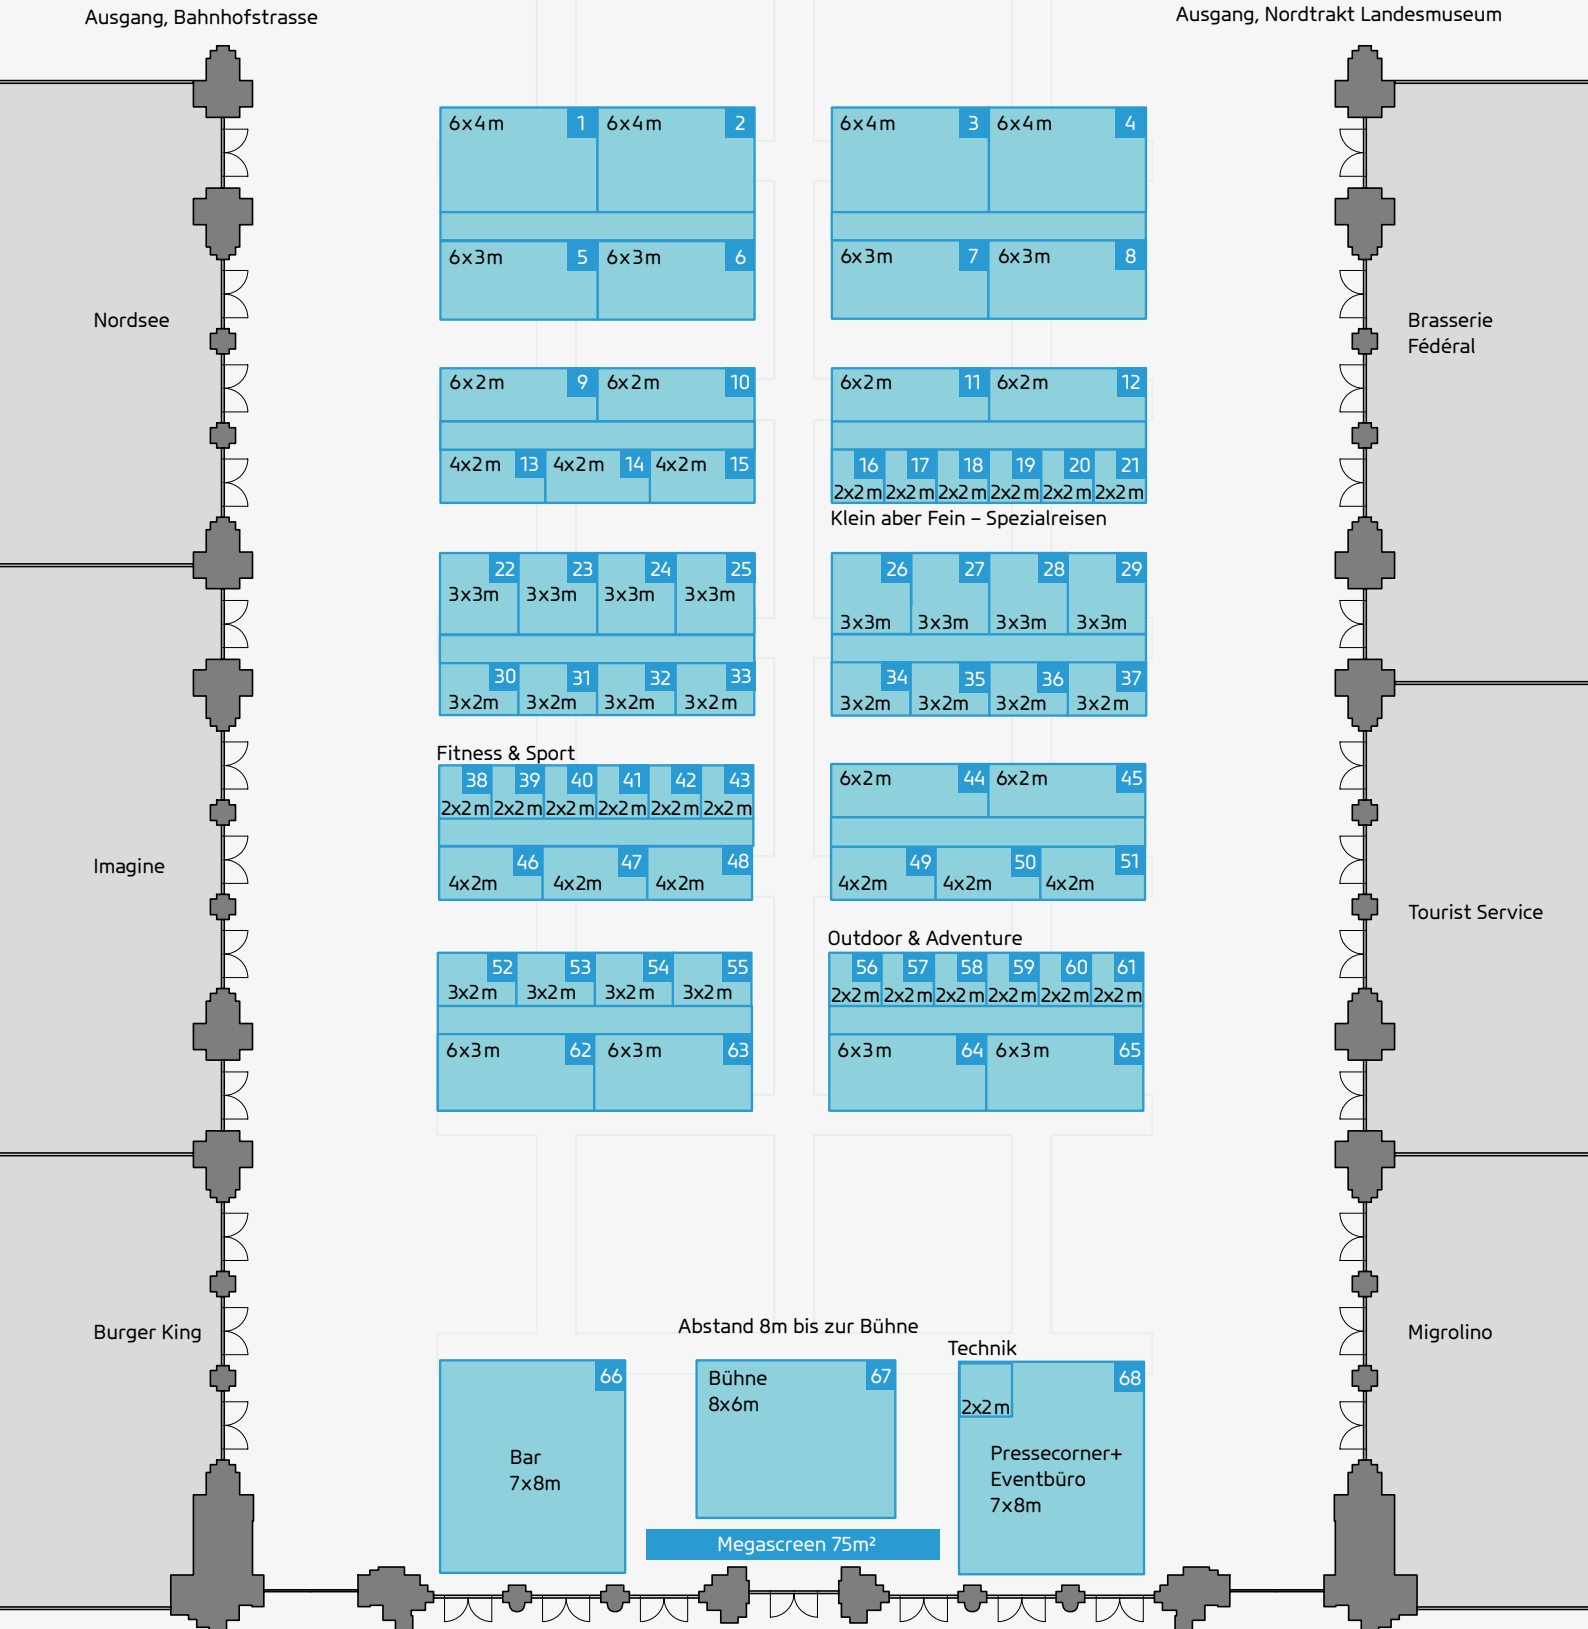 Ausgang, Bahnhofstrasse
Ausgang, Nordtrakt Landesmuseum
6x4m 1 6x4m 2
6x4m 3 6x4m 4
6x3m 5 6x3m 6
6x3m 7 6x3m 8
Nordsee
Brasserie
Fédéral
6x2m 9 6x2m 10
6x2m 11 6x2m 12
4x2m 13 4x2m 14 4x2m 15
16 17 18 19 20 21
2x2m 2x2m 2x2m 2x2m 2x2m 2x2m
Klein aber Fein – Spezialreisen
22 23 24 25
3x3m 3x3m 3x3m 3x3m
26 27 28 29
3x3m 3x3m 3x3m 3x3m
30 31 32 33
3x2m 3x2m 3x2m 3x2m
34 35 36 37
3x2m 3x2m 3x2m 3x2m
Fitness & Sport
38 39 40 41 42 43
2x2m 2x2m 2x2m 2x2m 2x2m 2x2m
6x2m 44 6x2m 45
46 47 48
4x2m 4x2m 4x2m
49 50 51
4x2m 4x2m 4x2m
Imagine
Tourist Service
Outdoor & Adventure
52 53 54 55
3x2m 3x2m 3x2m 3x2m
56 57 58 59 60 61
2x2m 2x2m 2x2m 2x2m 2x2m 2x2m
6x3m 62 6x3m 63
6x3m 64 6x3m 65
Burger King
Migrolino
Abstand 8m bis zur Bühne
Technik
66
Bar
7x8m
Bühne 67
8x6m
68
2x2m
Pressecorner+
Eventbüro
7x8m
Megascreen 75m²